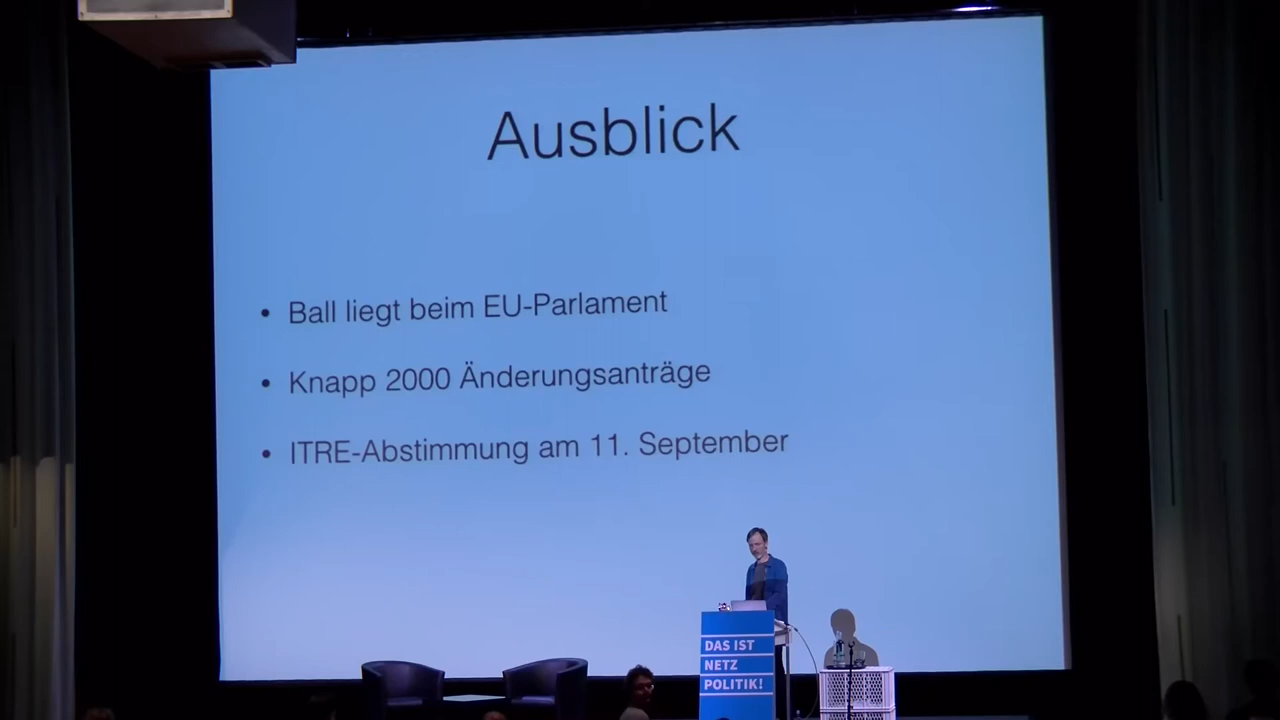 Ausblick
• Ball liegt beim EU-Parlament
• Knapp 2000 Änderungsanträge
• ITRE-Abstimmung am 11. September
DAS IST
NETZ
POLITIK!